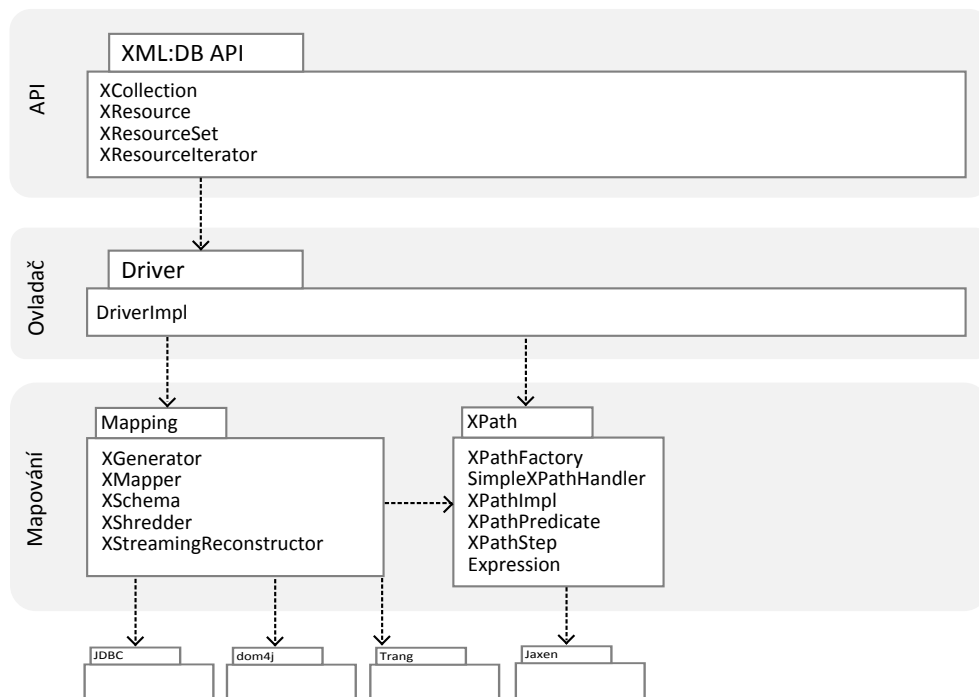 API
XML:DB API
XCollection
XResource
XResourceSet
XResourceIterator
Ovladač
Driver
DriverImpl
Mapování
Mapping
XGenerator
XMapper
XSchema
XShredder
XStreamingReconstructor
XPath
XPathFactory
SimpleXPathHandler
XPathImpl
XPathPredicate
XPathStep
Expression
JDBC
dom4j
Trang
Jaxen